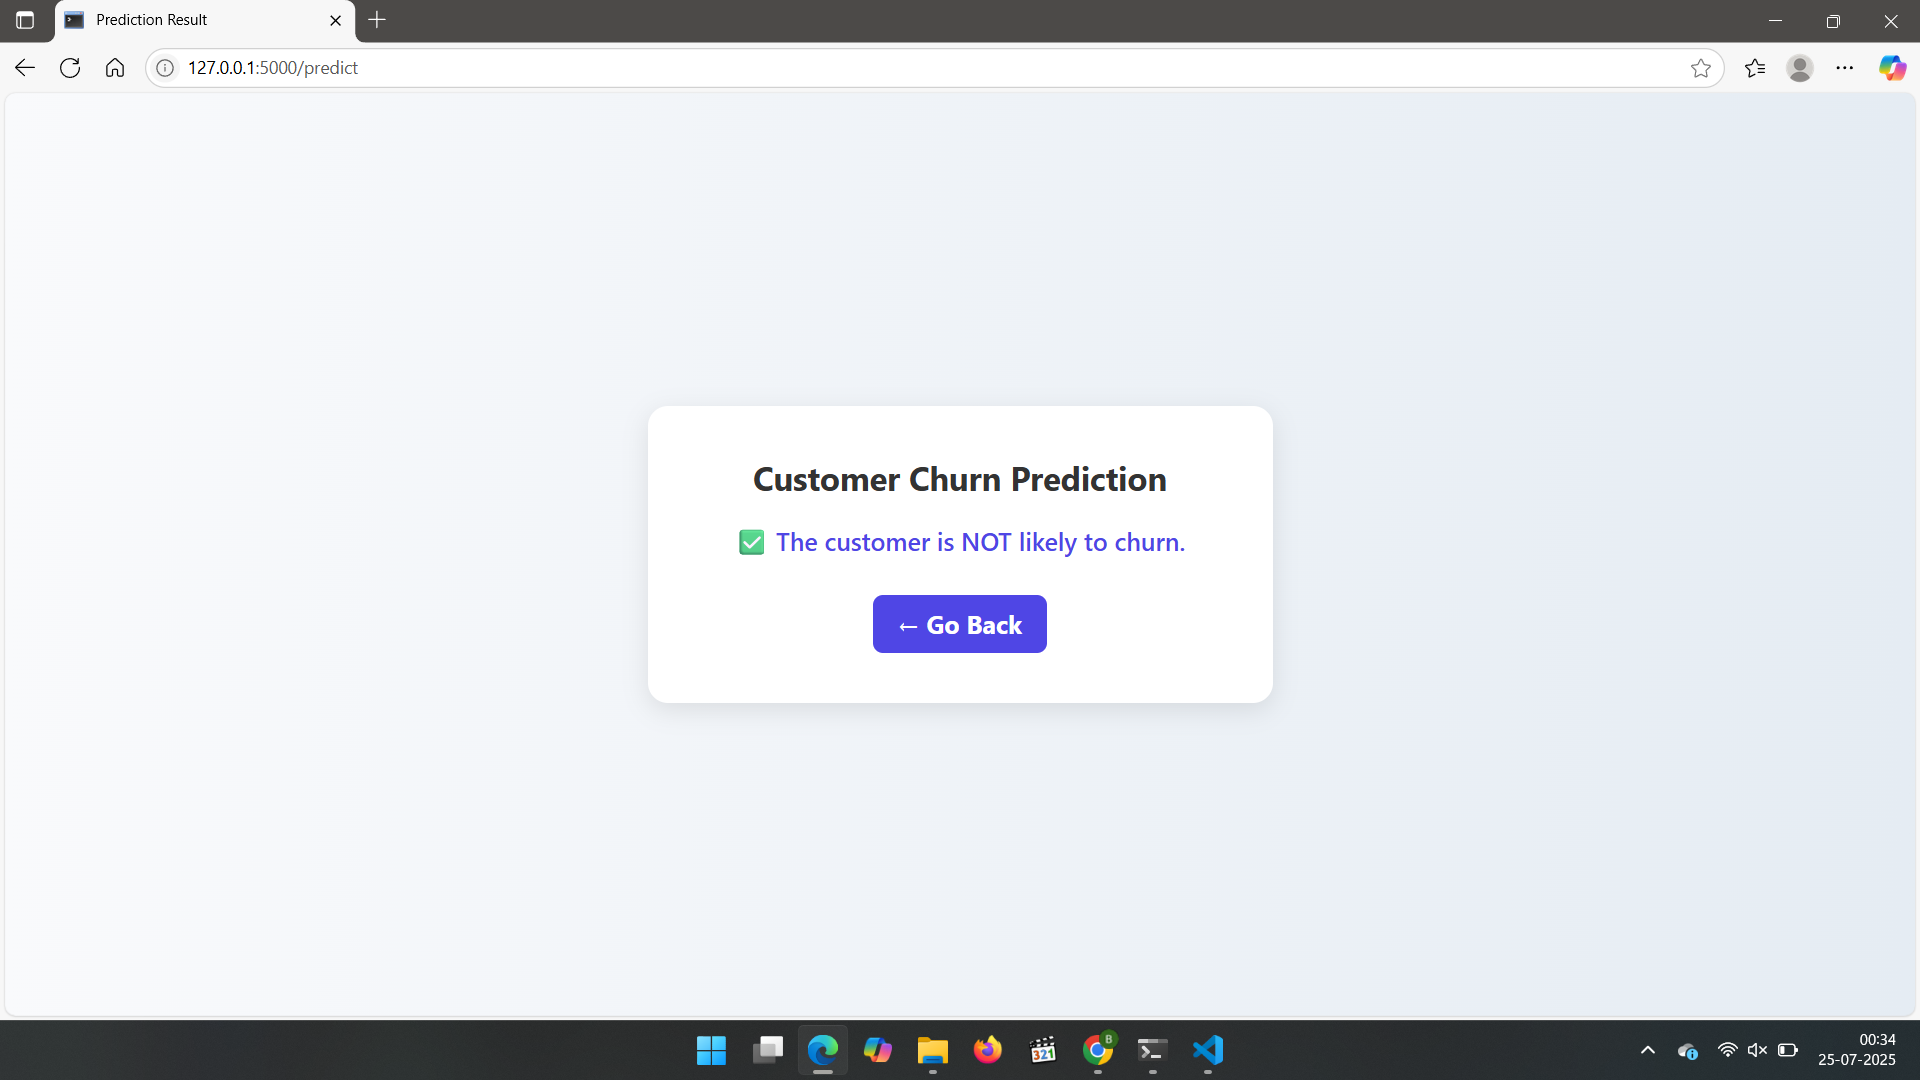 Prediction Result
127.0.0.1:5000/predict
Customer Churn Prediction
✅ The customer is NOT likely to churn.
← Go Back
321
B
00:34
25-07-2025